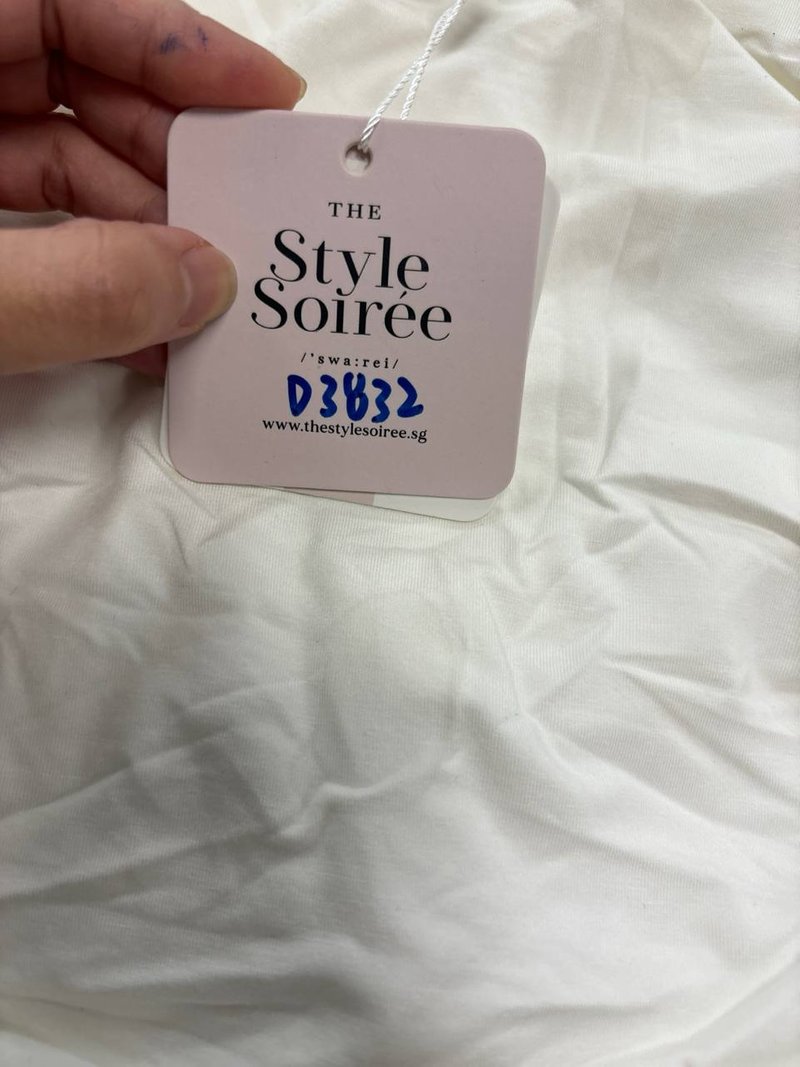 THE
Style
Soirée
/'swa:rei/
D3832
www.thestylesoiree.sg